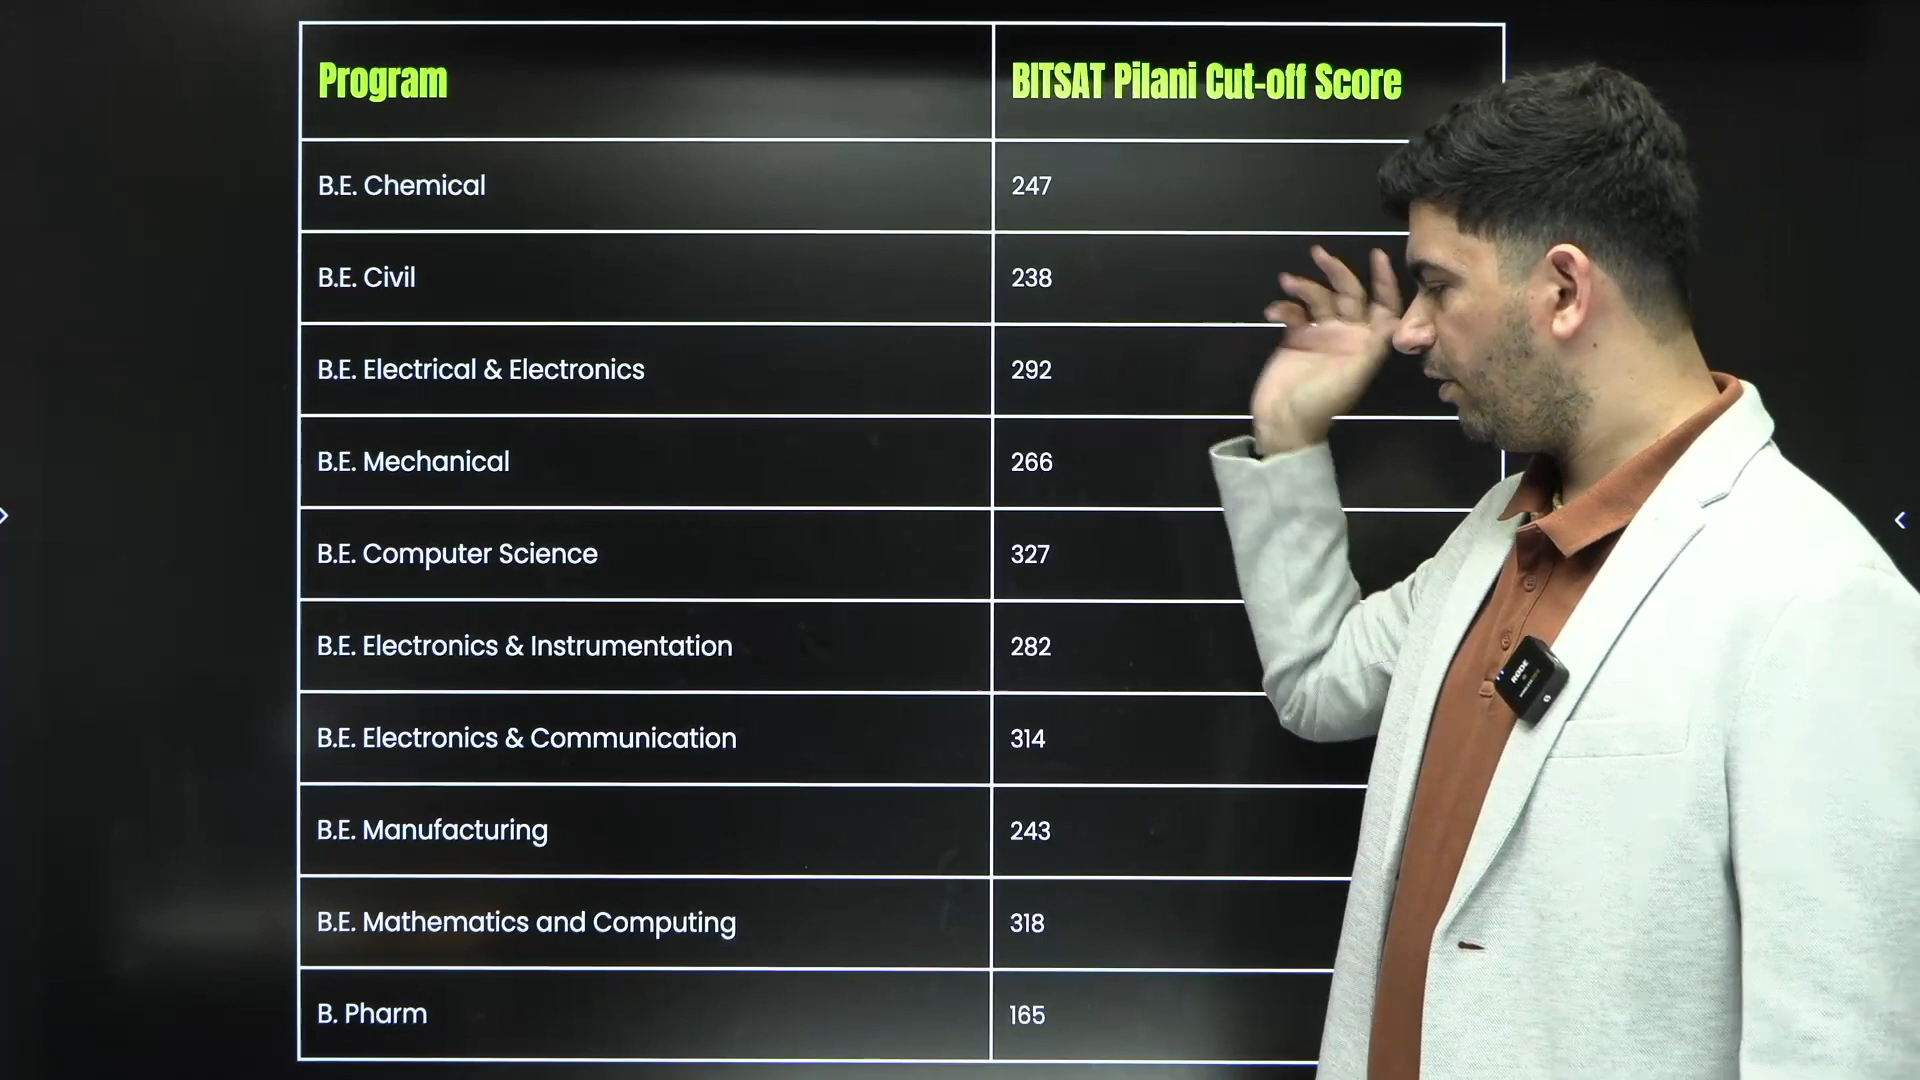 Program BITSAT Pilani Cut-off Score
B.E. Chemical 247
B.E. Civil 238
B.E. Electrical & Electronics 292
B.E. Mechanical 266
B.E. Computer Science 327
B.E. Electronics & Instrumentation 282
B.E. Electronics & Communication 314
B.E. Manufacturing 243
B.E. Mathematics and Computing 318
B. Pharm 165
RØDE